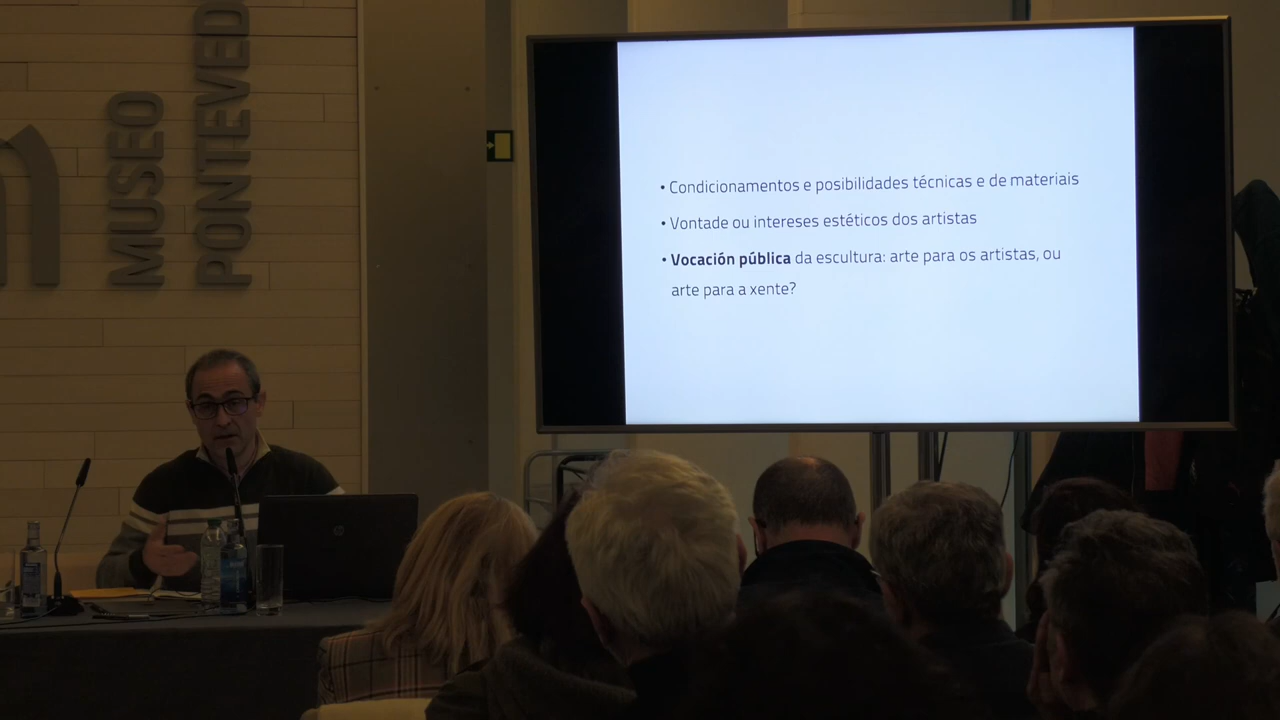 MUSEO
PONTEVED
• Condicionamentos e posibilidades técnicas e de materiais
• Vontade ou intereses estéticos dos artistas
• Vocación pública da escultura: arte para os artistas, ou
arte para a xente?